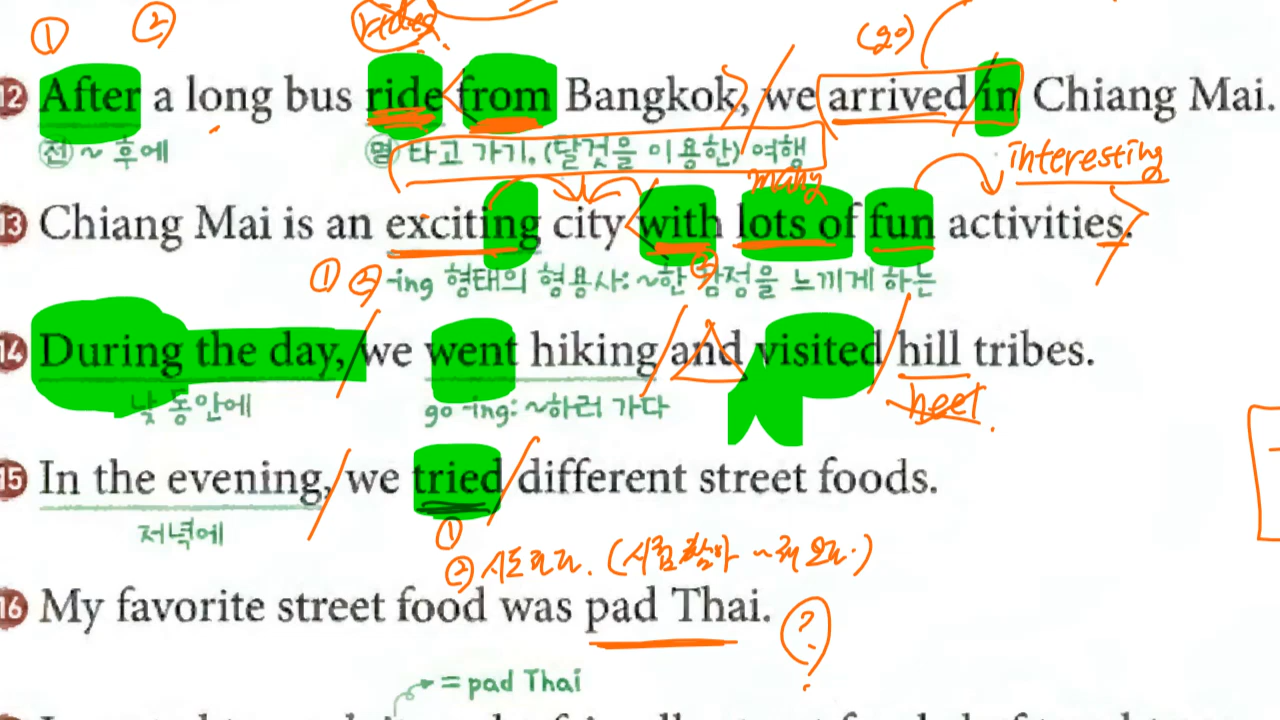 ① ② rides
(go)
12 After a long bus ride from Bangkok, we arrived in Chiang Mai.
전 ~ 후에 명 타고 가기. (탈것을 이용한) 여행
interesting
many
13 Chiang Mai is an exciting city with lots of fun activities.
① ② -ing 형태의 형용사: ~한 감정을 느끼게 하는
14 During the day, we went hiking and visited hill tribes.
낮 동안에 go -ing: ~하러 가다 heel
15 In the evening, we tried different street foods.
저녁에 ①
②
16 My favorite street food was pad Thai. ?
= pad Thai